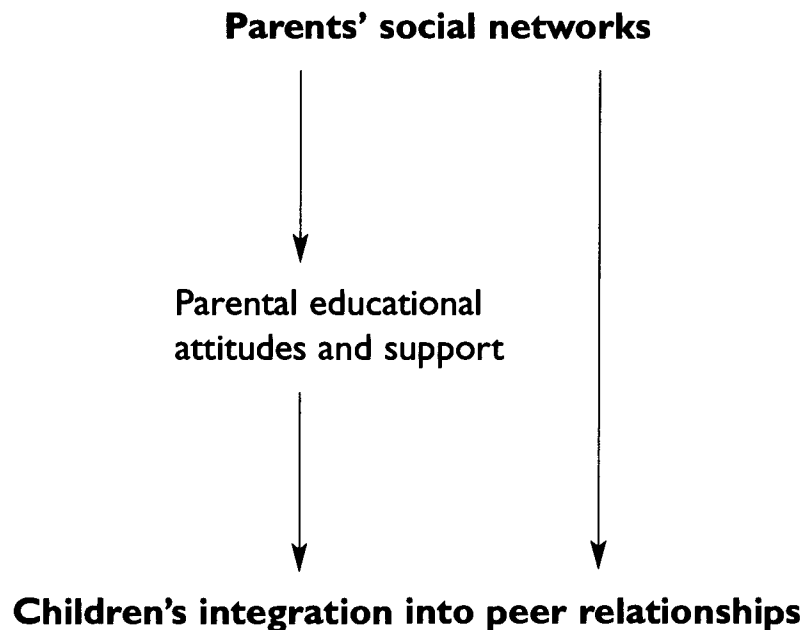 Parents’ social networks
Parental educational
attitudes and support
Children’s integration into peer relationships